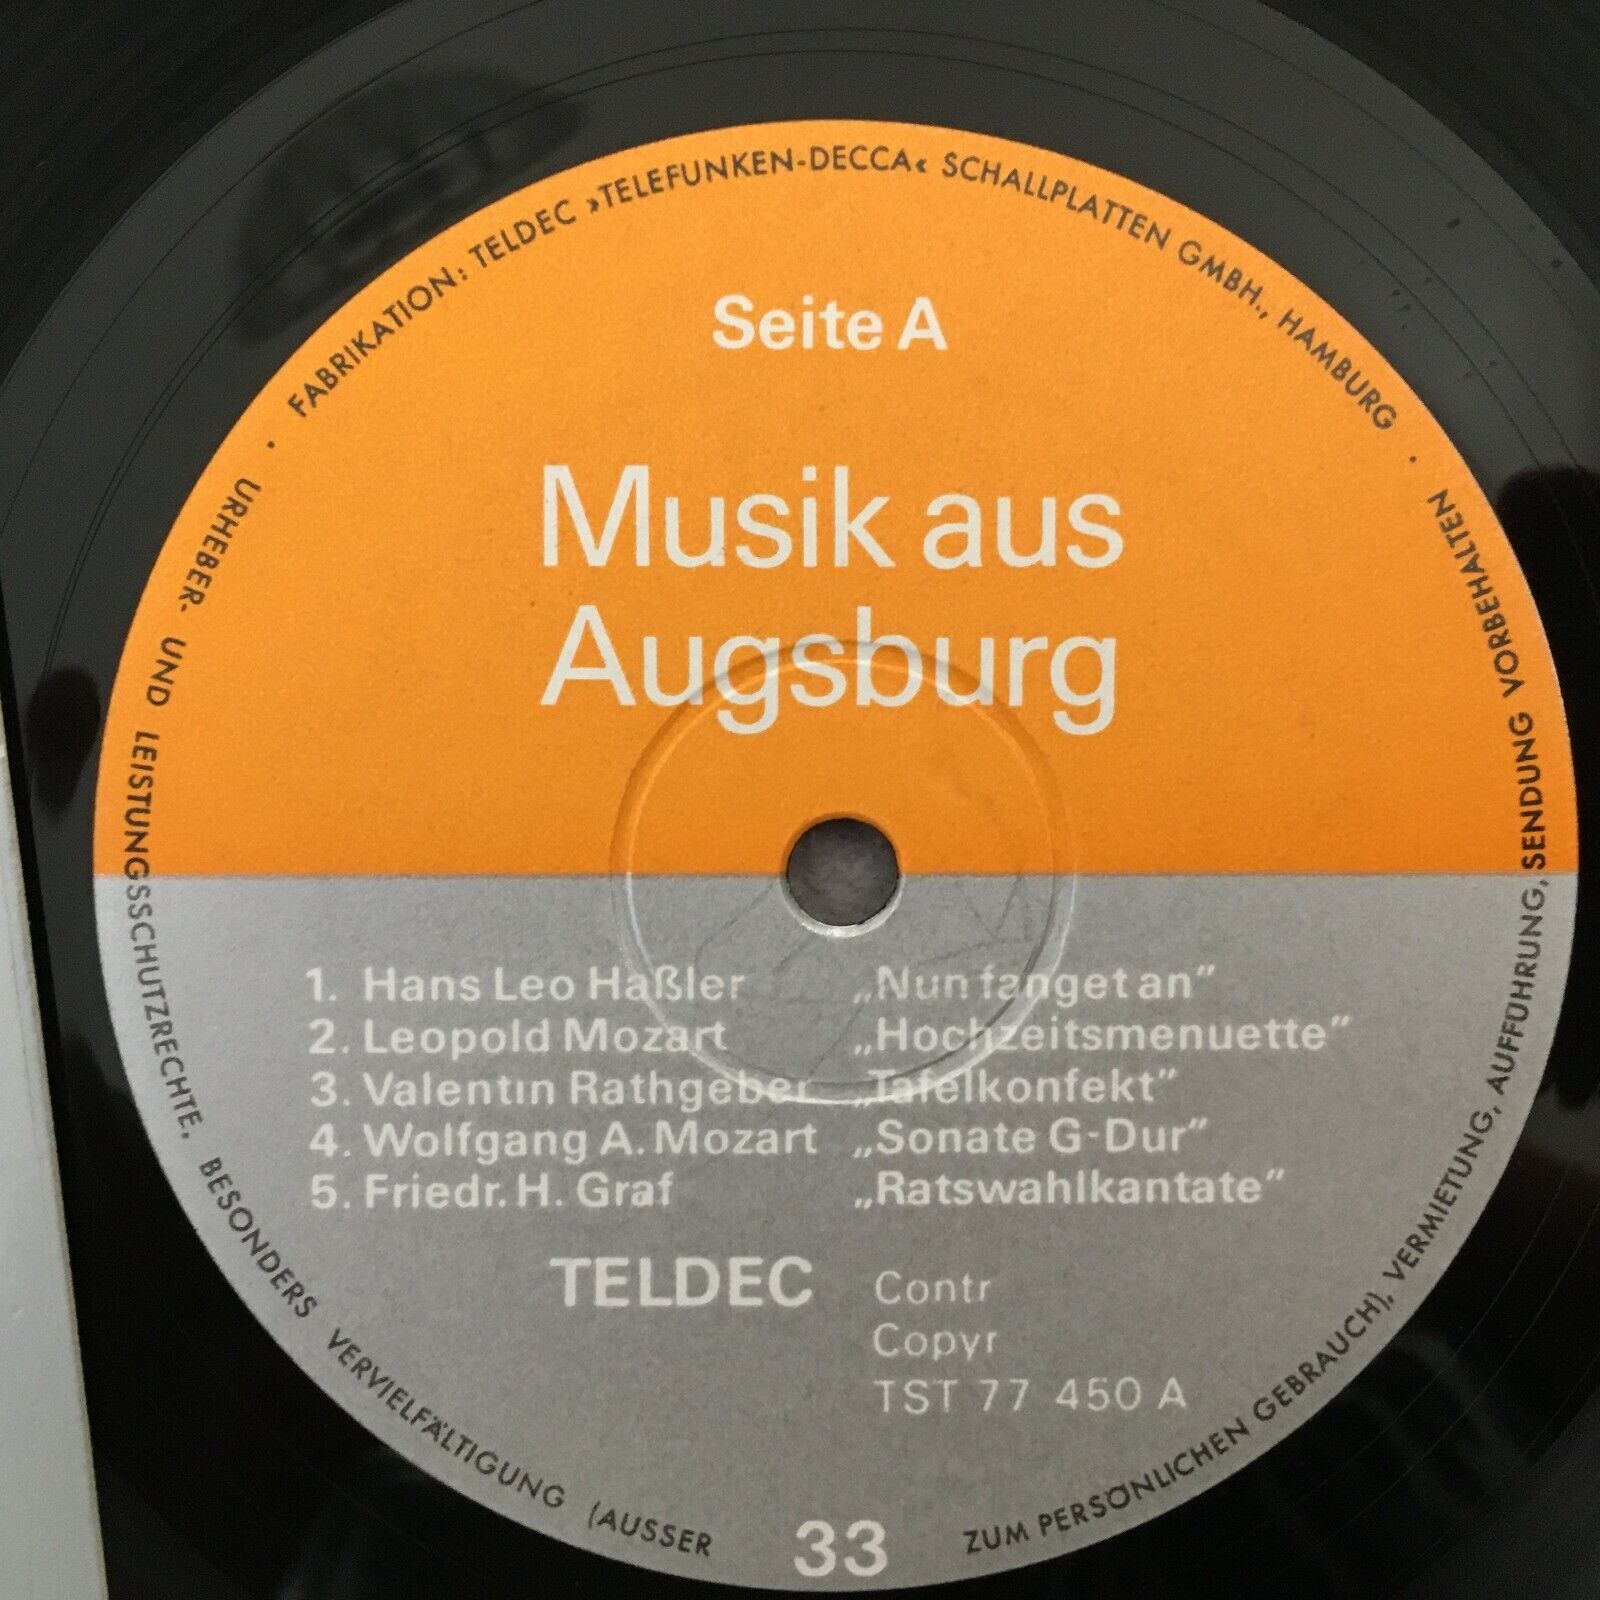 FABRIKATION: TELDEC »TELEFUNKEN-DECCA« SCHALLPLATTEN GMBH., HAMBURG ·
URHEBER- UND LEISTUNGSSCHUTZRECHTE, BESONDERS VERVIELFÄLTIGUNG (AUSSER
ZUM PERSÖNLICHEN GEBRAUCH), VERMIETUNG, AUFFÜHRUNG, SENDUNG VORBEHALTEN ·
Seite A
Musik aus
Augsburg
1. Hans Leo Haßler „Nun fanget an”
2. Leopold Mozart „Hochzeitsmenuette”
3. Valentin Rathgeber „Tafelkonfekt”
4. Wolfgang A. Mozart „Sonate G-Dur”
5. Friedr. H. Graf „Ratswahlkantate”
TELDEC Contr
Copyr
TST 77 450 A
33